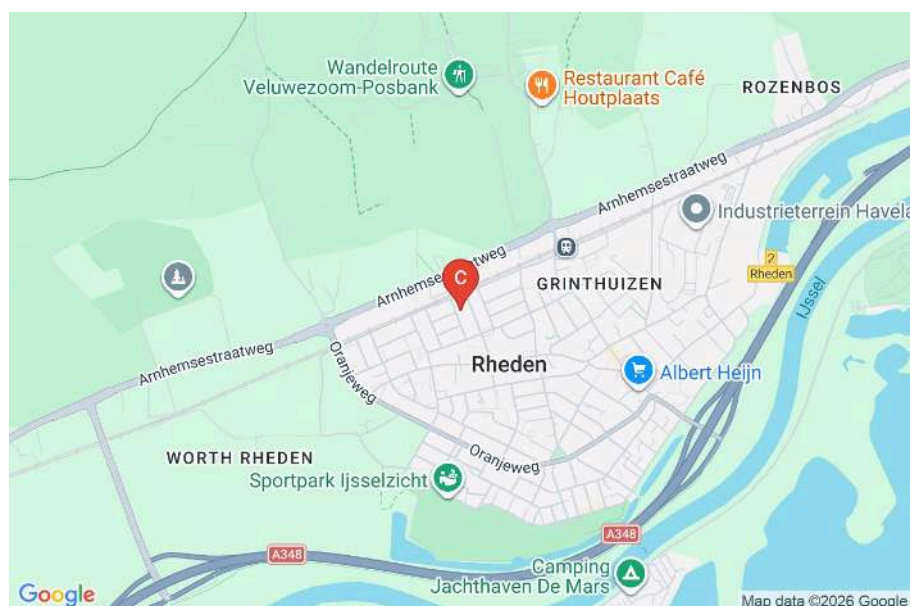 Wandelroute
Veluwezoom-Posbank
Restaurant Café
Houtplaats
ROZENBOS
Arnhemsestraatweg
Industrieterrein Havela
2
Rheden
IJssel
GRINTHUIZEN
Arnhemsestraatweg
C
Arnhemsestraatweg
Oranjeweg
Rheden
Albert Heijn
WORTH RHEDEN
Sportpark Ijsselzicht
Oranjeweg
A348
A348
Camping
Jachthaven De Mars
Google
Map data ©2026 Google